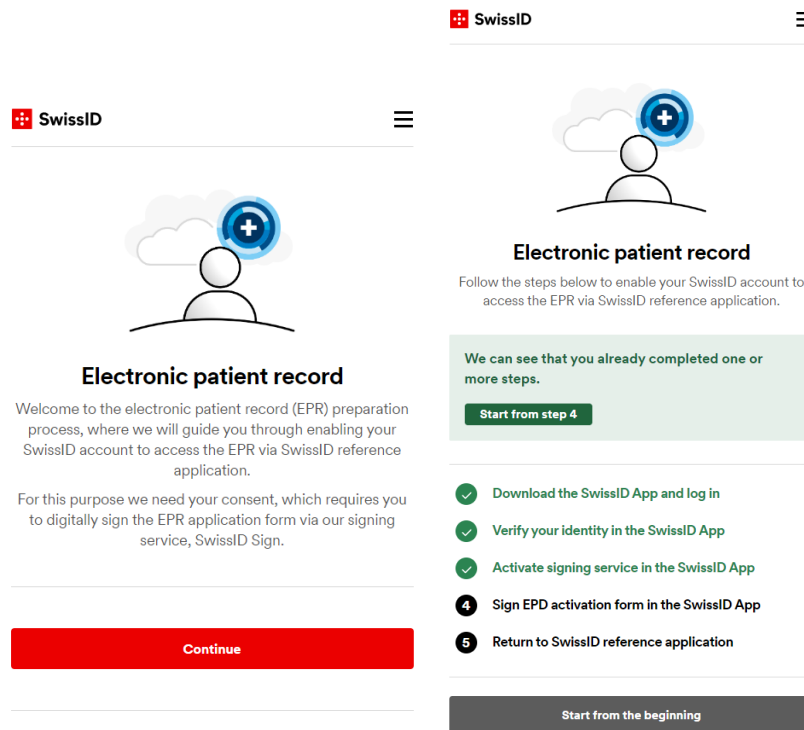 SwissID
Electronic patient record
Welcome to the electronic patient record (EPR) preparation
process, where we will guide you through enabling your
SwissID account to access the EPR via SwissID reference
application.
For this purpose we need your consent, which requires you
to digitally sign the EPR application form via our signing
service, SwissID Sign.
Continue
SwissID
Electronic patient record
Follow the steps below to enable your SwissID account to
access the EPR via SwissID reference application.
We can see that you already completed one or
more steps.
Start from step 4
Download the SwissID App and log in
Verify your identity in the SwissID App
Activate signing service in the SwissID App
4 Sign EPD activation form in the SwissID App
5 Return to SwissID reference application
Start from the beginning